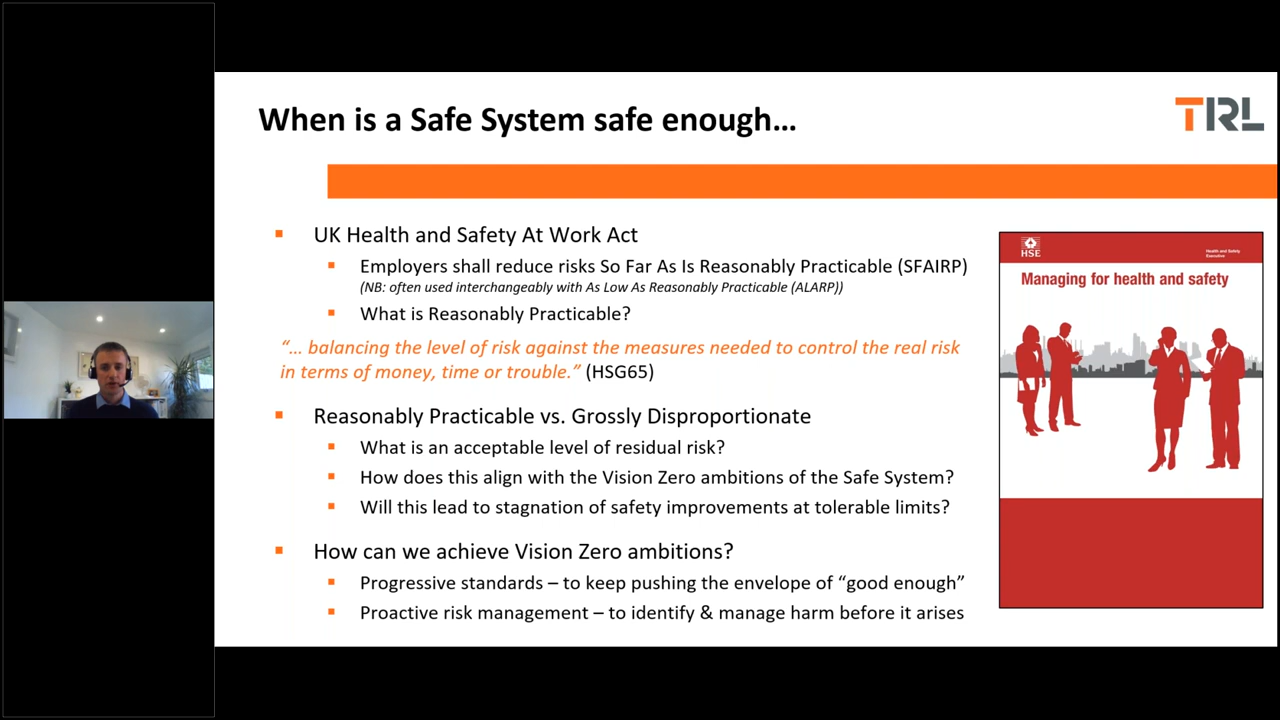 When is a Safe System safe enough...
TRL
UK Health and Safety At Work Act
Employers shall reduce risks So Far As Is Reasonably Practicable (SFAIRP)
(NB: often used interchangeably with As Low As Reasonably Practicable (ALARP))
What is Reasonably Practicable?
“... balancing the level of risk against the measures needed to control the real risk
in terms of money, time or trouble.” (HSG65)
Reasonably Practicable vs. Grossly Disproportionate
What is an acceptable level of residual risk?
How does this align with the Vision Zero ambitions of the Safe System?
Will this lead to stagnation of safety improvements at tolerable limits?
How can we achieve Vision Zero ambitions?
Progressive standards – to keep pushing the envelope of “good enough”
Proactive risk management – to identify & manage harm before it arises
HSE
Health and Safety
Executive
Managing for health and safety